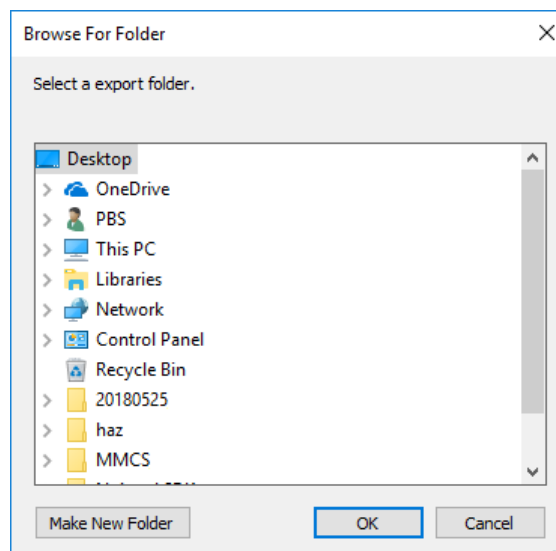 Browse For Folder
Select a export folder.
Desktop
OneDrive
PBS
This PC
Libraries
Network
Control Panel
Recycle Bin
20180525
haz
MMCS
Make New Folder
OK
Cancel